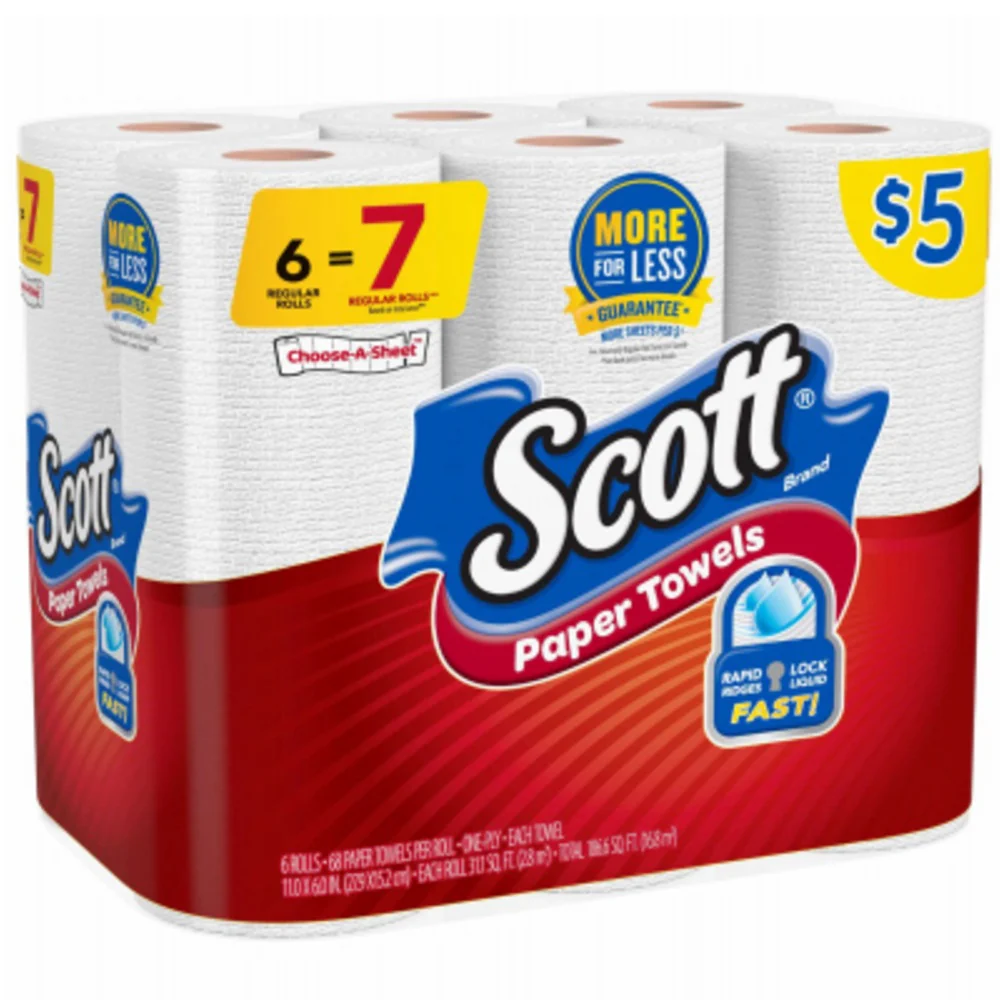 7
MORE
FOR LESS
GUARANTEE
6 = 7
REGULAR ROLLS
REGULAR ROLLS
Choose-A-Sheet™
MORE
FOR LESS
• GUARANTEE •
MORE SHEETS PER $
$5
Scott®
Brand
Paper Towels
RAPID RIDGES LOCK LIQUID
FAST!
Scott
Brand
Paper Towels
FAST!
6 ROLLS • 68 PAPER TOWELS PER ROLL • ONE-PLY • EACH TOWEL
11.0 X 6.0 IN. (27.9 X 15.2 cm) • EACH ROLL 31.1 SQ. FT. (2.8 m²) • TOTAL 186.6 SQ. FT. (16.8 m²)